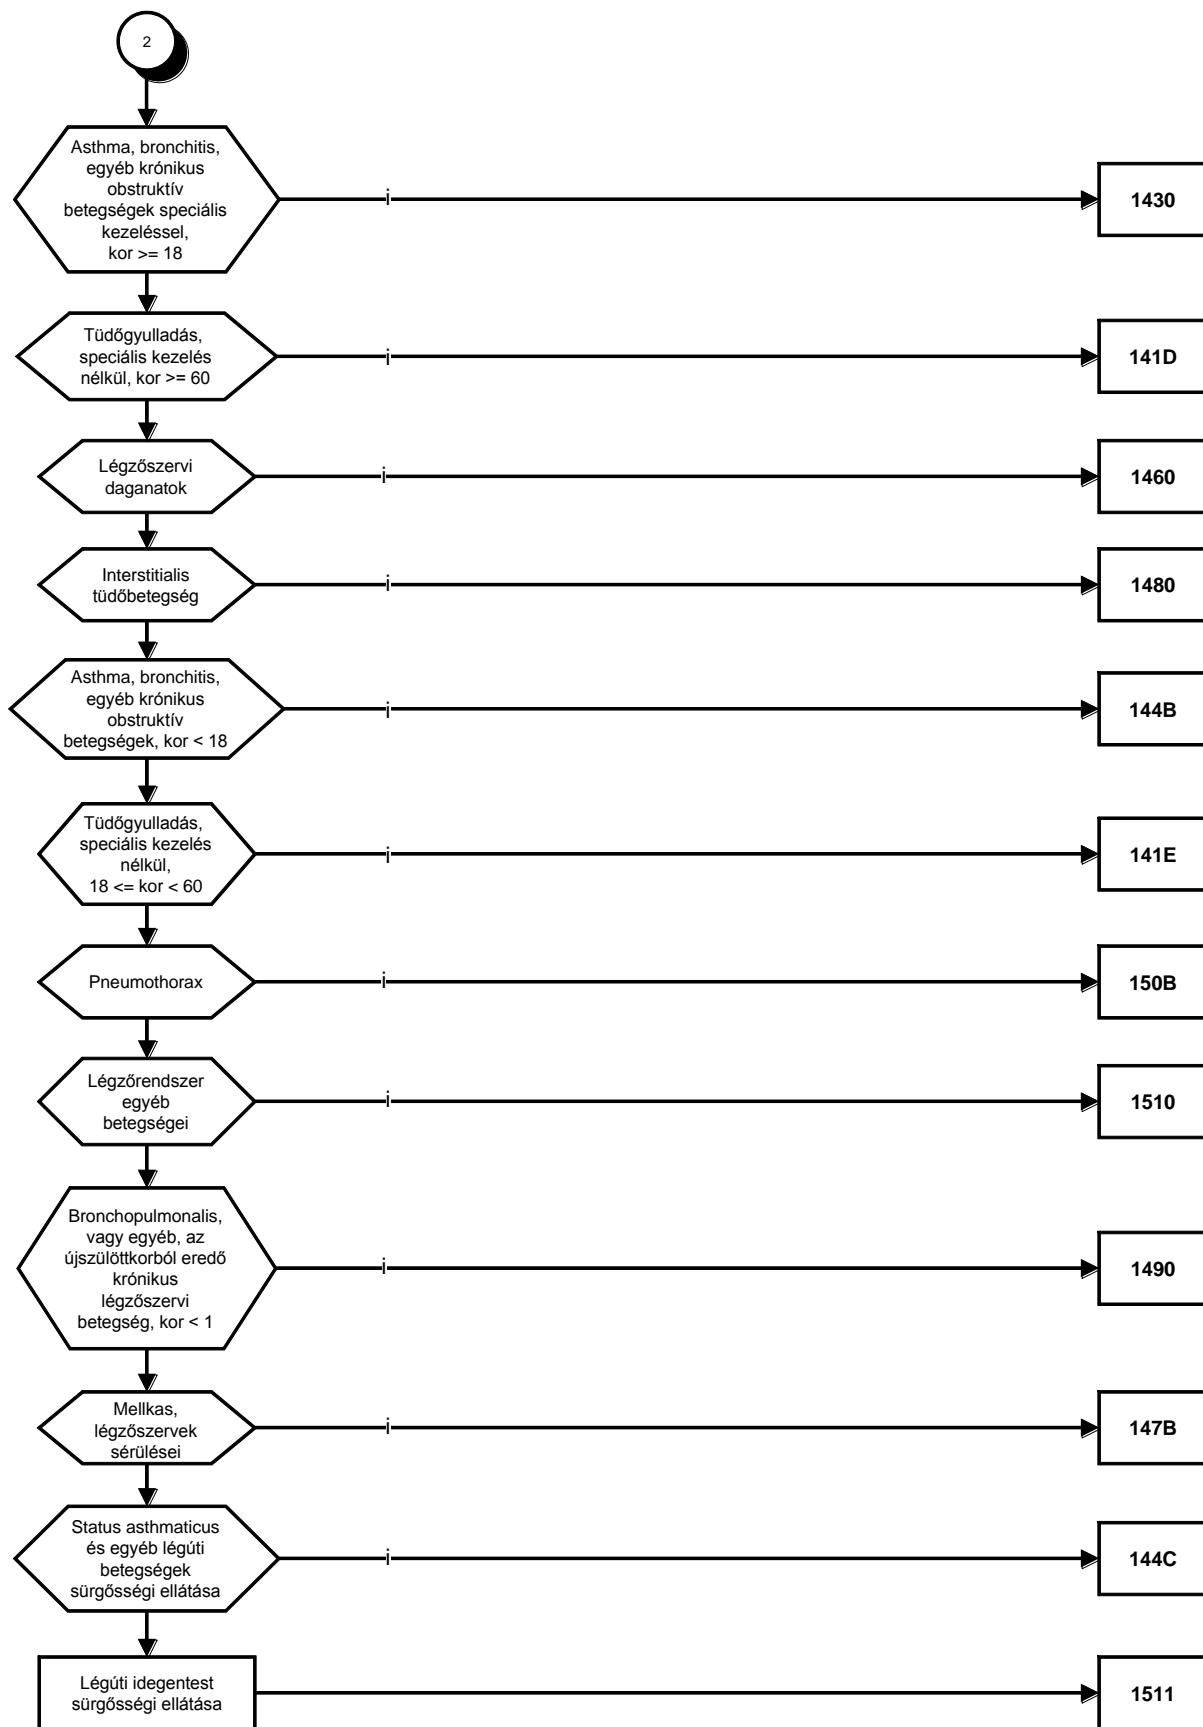 2
Asthma, bronchitis,
egyéb krónikus
obstruktív
betegségek speciális
kezeléssel,
kor >= 18
i
1430
Tüdőgyulladás,
speciális kezelés
nélkül, kor >= 60
i
141D
Légzőszervi
daganatok
i
1460
Interstitialis
tüdőbetegség
i
1480
Asthma, bronchitis,
egyéb krónikus
obstruktív
betegségek, kor < 18
i
144B
Tüdőgyulladás,
speciális kezelés
nélkül,
18 <= kor < 60
i
141E
Pneumothorax
i
150B
Légzőrendszer
egyéb
betegségei
i
1510
Bronchopulmonalis,
vagy egyéb, az
újszülöttkorból eredő
krónikus
légzőszervi
betegség, kor < 1
i
1490
Mellkas,
légzőszervek
sérülései
i
147B
Status asthmaticus
és egyéb légúti
betegségek
sürgősségi ellátása
i
144C
Légúti idegentest
sürgősségi ellátása
1511